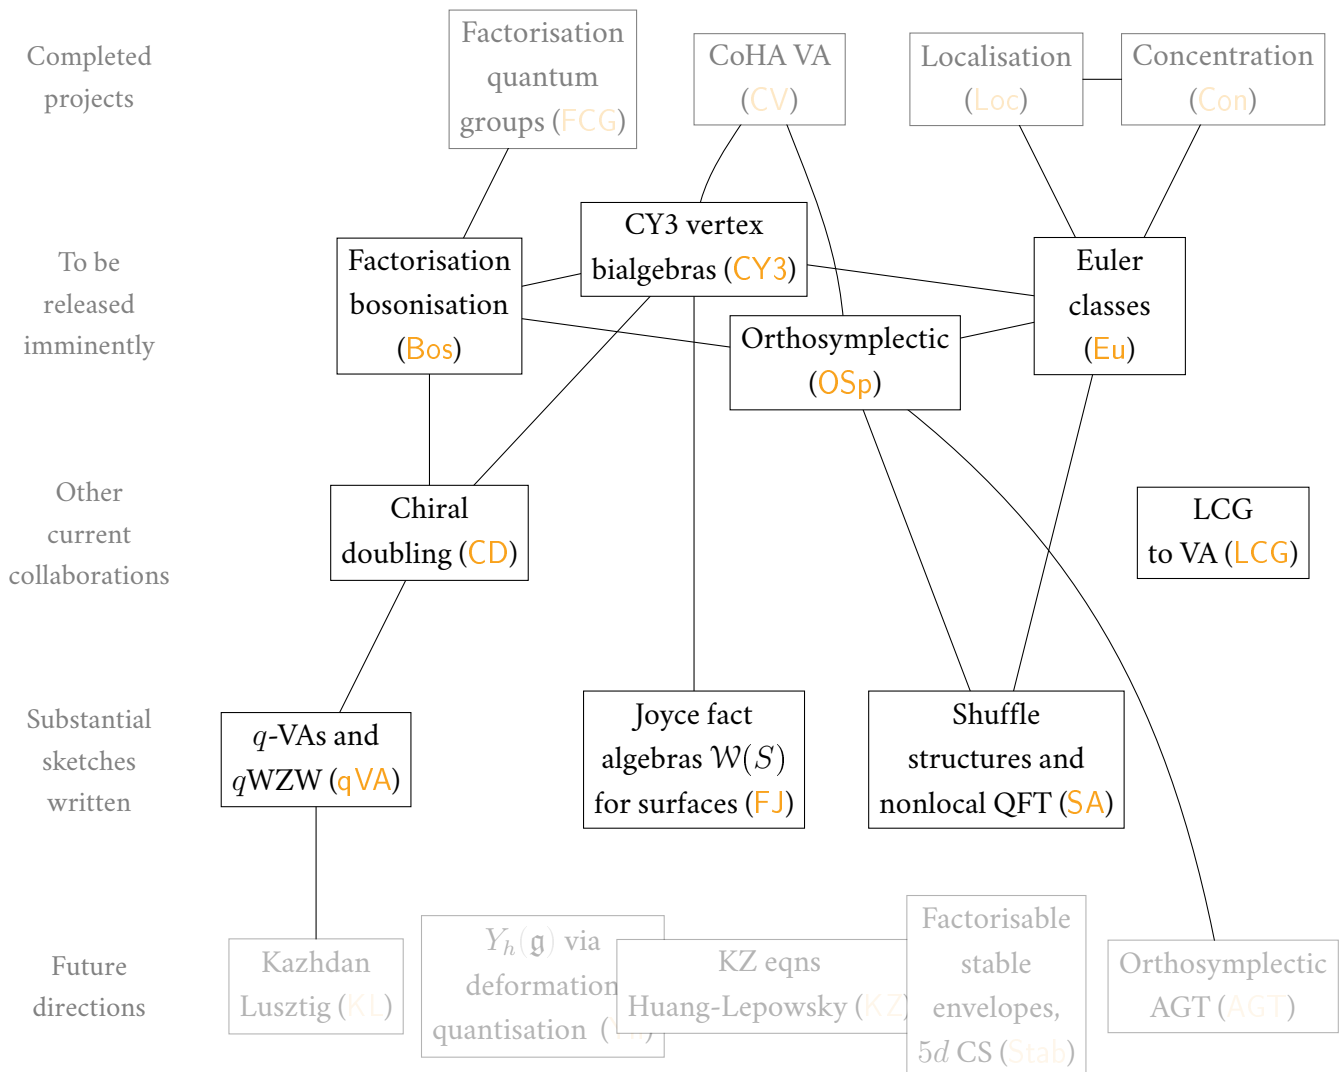 Completed
projects
Factorisation
quantum
groups (FCG)
CoHA VA
(CV)
Localisation
(Loc)
Concentration
(Con)
To be
released
imminently
Factorisation
bosonisation
(Bos)
CY3 vertex
bialgebras (CY3)
Orthosymplectic
(OSp)
Euler
classes
(Eu)
Other
current
collaborations
Chiral
doubling (CD)
LCG
to VA (LCG)
Substantial
sketches
written
q-VAs and
qWZW (qVA)
Joyce fact
algebras 𝒲(S)
for surfaces (FJ)
Shuffle
structures and
nonlocal QFT (SA)
Future
directions
Kazhdan
Lusztig (KL)
Yₕ(𝔤) via
deformation
quantisation
KZ eqns
Huang-Lepowsky (KZ)
Factorisable
stable
envelopes,
5d CS (Stab)
Orthosymplectic
AGT (AGT)